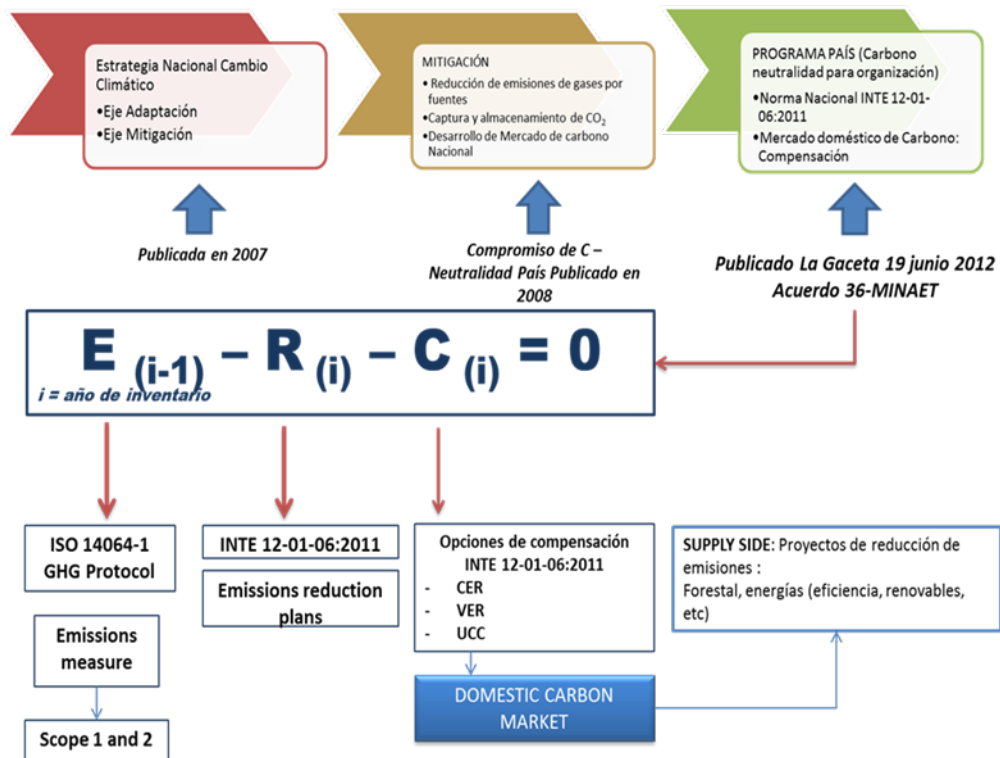 Estrategia Nacional Cambio
Climático
•Eje Adaptación
•Eje Mitigación
MITIGACIÓN
• Reducción de emisiones de gases por
fuentes
•Captura y almacenamiento de CO₂
•Desarrollo de Mercado de carbono
Nacional
PROGRAMA PAÍS (Carbono
neutralidad para organización)
•Norma Nacional INTE 12-01-
06:2011
•Mercado doméstico de Carbono:
Compensación
Publicada en 2007
Compromiso de C –
Neutralidad País Publicado en
2008
Publicado La Gaceta 19 junio 2012
Acuerdo 36-MINAET
E (i-1) – R (i) – C (i) = 0
i = año de inventario
ISO 14064-1
GHG Protocol
Emissions
measure
Scope 1 and 2
INTE 12-01-06:2011
Emissions reduction
plans
Opciones de compensación
INTE 12-01-06:2011
- CER
- VER
- UCC
DOMESTIC CARBON
MARKET
SUPPLY SIDE: Proyectos de reducción de
emisiones :
Forestal, energías (eficiencia, renovables,
etc)